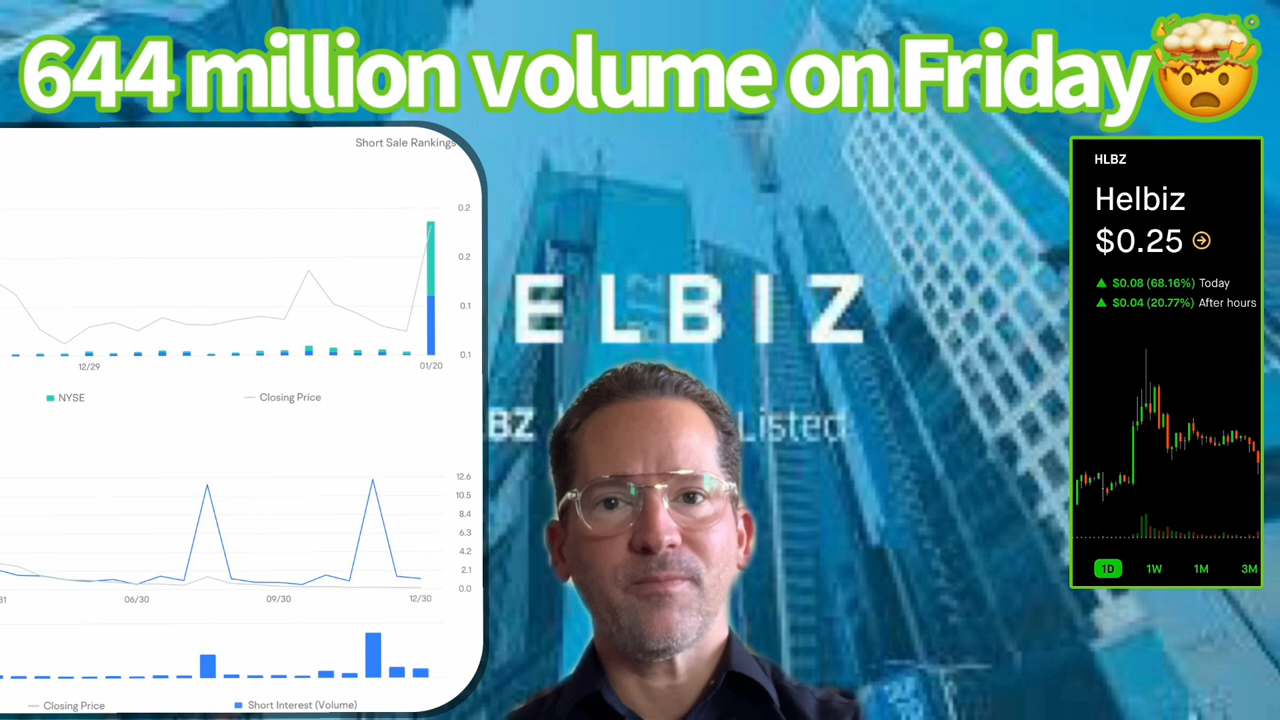 644 million volume on Friday
Short Sale Rankings
0.2
0.2
0.1
0.1
12/29
01/20
NYSE
Closing Price
12.6
10.5
8.4
6.3
4.2
2.1
0.0
31
06/30
09/30
12/30
Closing Price
Short Interest (Volume)
ELBIZ
BZ
Listed
HLBZ
Helbiz
$0.25
$0.08 (68.16%) Today
$0.04 (20.77%) After hours
1D 1W 1M 3M